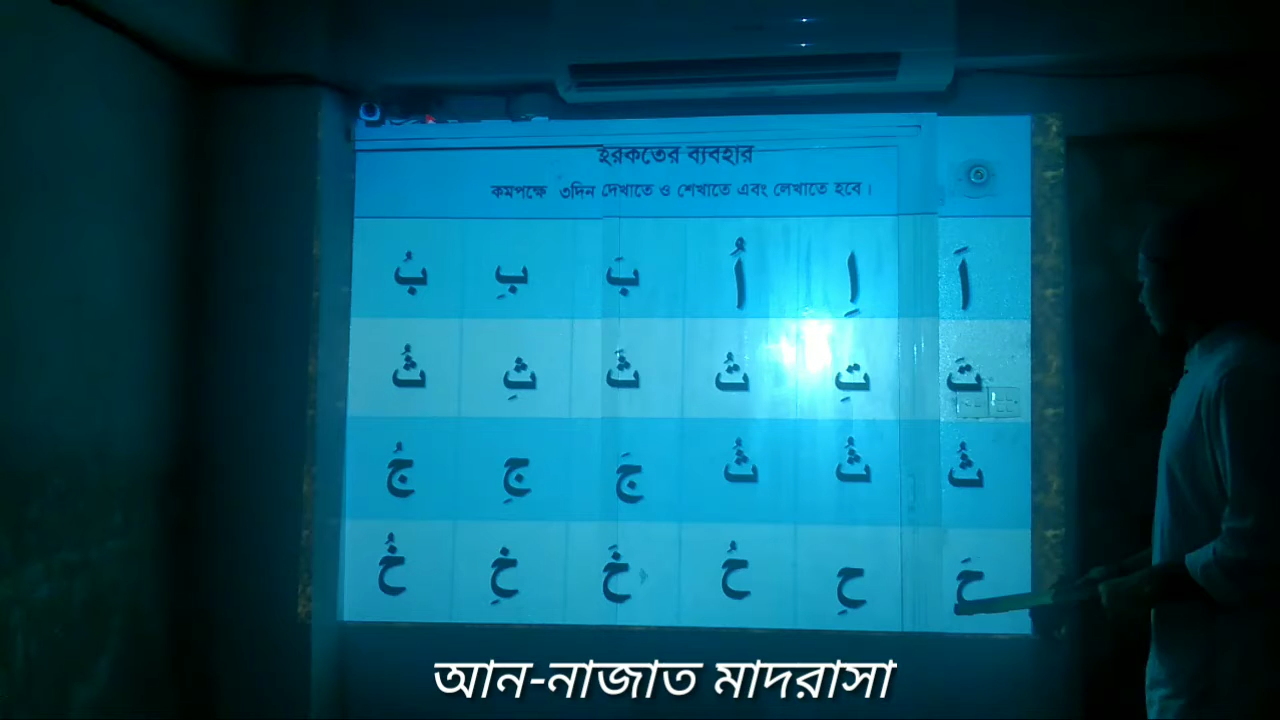 হরকতের ব্যবহার
কমপক্ষে ৩দিন দেখাতে ও শেখাতে এবং লেখাতে হবে।
اَ اِ اُ بَ بِ بُ
تَ تِ تُ ثَ ثِ ثُ
ثُ ثُ ثُ جَ جِ جُ
حَ حِ حُ خَ خِ خُ
আন-নাজাত মাদরাসা